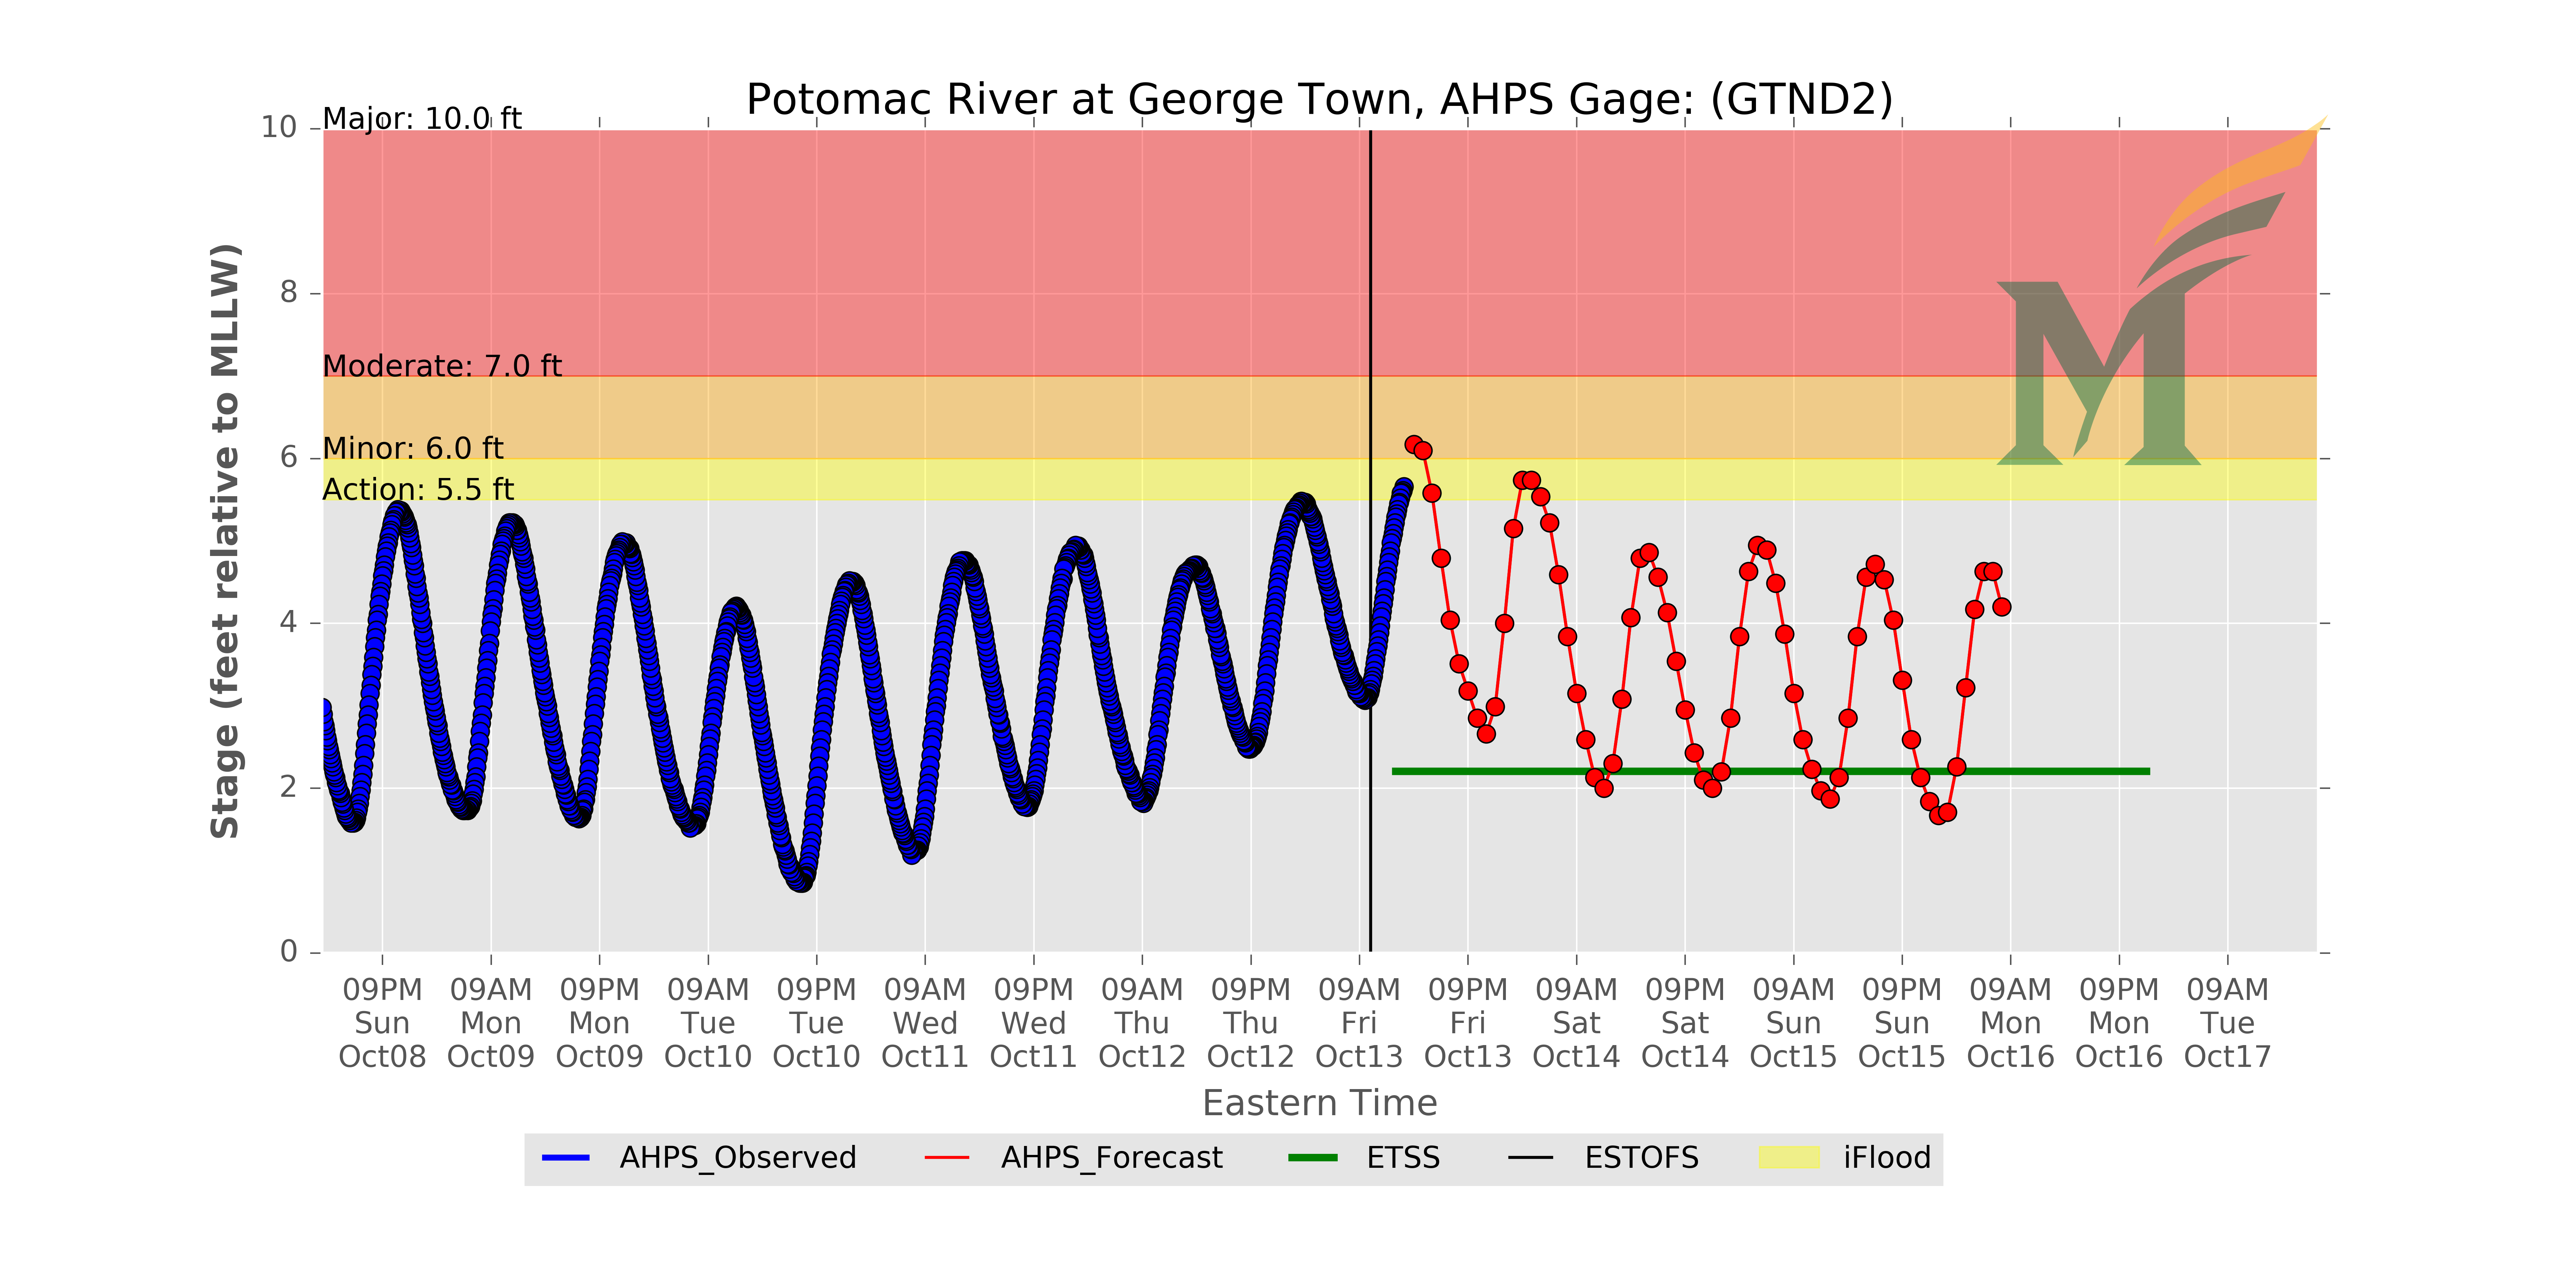 Potomac River at George Town, AHPS Gage: (GTND2)
Major: 10.0 ft
Moderate: 7.0 ft
Minor: 6.0 ft
Action: 5.5 ft
Stage (feet relative to MLLW)
10
8
6
4
2
0
09PM 09AM 09PM 09AM 09PM 09AM 09PM 09AM 09PM 09AM 09PM 09AM 09PM 09AM 09PM 09AM 09PM 09AM
Sun Mon Mon Tue Tue Wed Wed Thu Thu Fri Fri Sat Sat Sun Sun Mon Mon Tue
Oct08 Oct09 Oct09 Oct10 Oct10 Oct11 Oct11 Oct12 Oct12 Oct13 Oct13 Oct14 Oct14 Oct15 Oct15 Oct16 Oct16 Oct17
Eastern Time
AHPS_Observed AHPS_Forecast ETSS ESTOFS iFlood
M